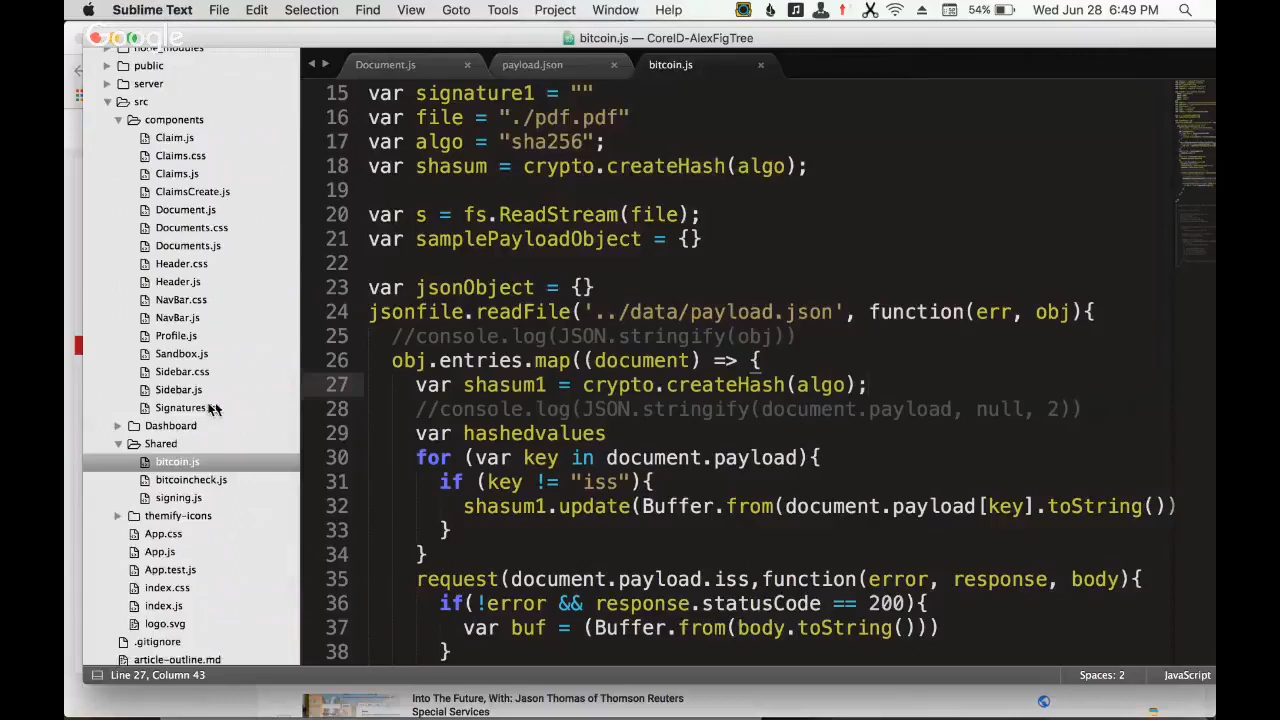 Sublime Text File Edit Selection Find View Goto Tools Project Window Help 54% Wed Jun 28 6:49 PM
Google
bitcoin.js — CoreID-AlexFigTree
Document.js payload.json bitcoin.js
node_modules
public
server
src
components
Claim.js
Claims.css
Claims.js
ClaimsCreate.js
Document.js
Documents.css
Documents.js
Header.css
Header.js
NavBar.css
NavBar.js
Profile.js
Sandbox.js
Sidebar.css
Sidebar.js
Signatures
Dashboard
Shared
bitcoin.js
bitcoincheck.js
signing.js
themify-icons
App.css
App.js
App.test.js
index.css
index.js
logo.svg
.gitignore
article-outline.md
15 var signature1 = ""
16 var file = "./pdf.pdf"
17 var algo = "sha256";
18 var shasum = crypto.createHash(algo);
19
20 var s = fs.ReadStream(file);
21 var samplePayloadObject = {}
22
23 var jsonObject = {}
24 jsonfile.readFile('../data/payload.json', function(err, obj){
25 //console.log(JSON.stringify(obj))
26 obj.entries.map((document) => {
27 var shasum1 = crypto.createHash(algo);
28 //console.log(JSON.stringify(document.payload, null, 2))
29 var hashedvalues
30 for (var key in document.payload){
31 if (key != "iss"){
32 shasum1.update(Buffer.from(document.payload[key].toString())
33 }
34 }
35 request(document.payload.iss,function(error, response, body){
36 if(!error && response.statusCode == 200){
37 var buf = (Buffer.from(body.toString()))
38 }
Line 27, Column 43 Spaces: 2 JavaScript
Into The Future, With: Jason Thomas of Thomson Reuters
Special Services